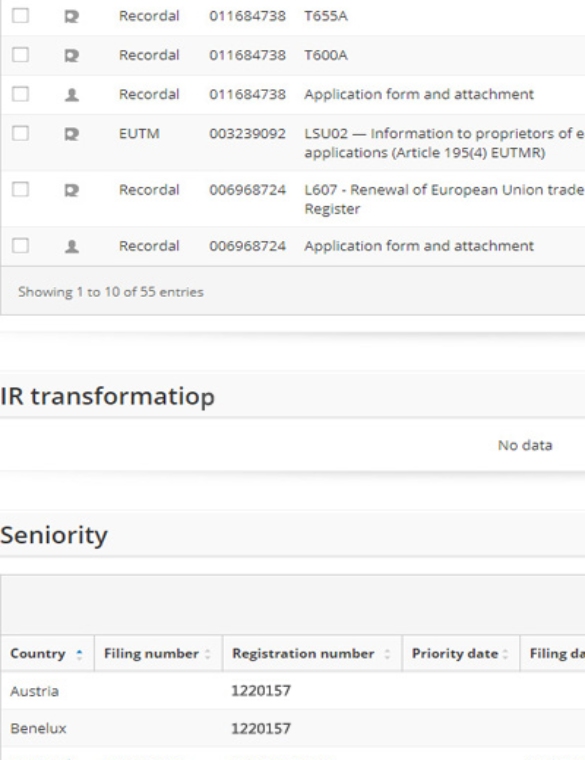 Recordal 011684738 T655A
Recordal 011684738 T600A
Recordal 011684738 Application form and attachment
EUTM 003239092 LSU02 — Information to proprietors of e
applications (Article 195(4) EUTMR)
Recordal 006968724 L607 - Renewal of European Union trade
Register
Recordal 006968724 Application form and attachment
Showing 1 to 10 of 55 entries
IR transformatiop
No data
Seniority
Country Filing number Registration number Priority date Filing da
Austria 1220157
Benelux 1220157